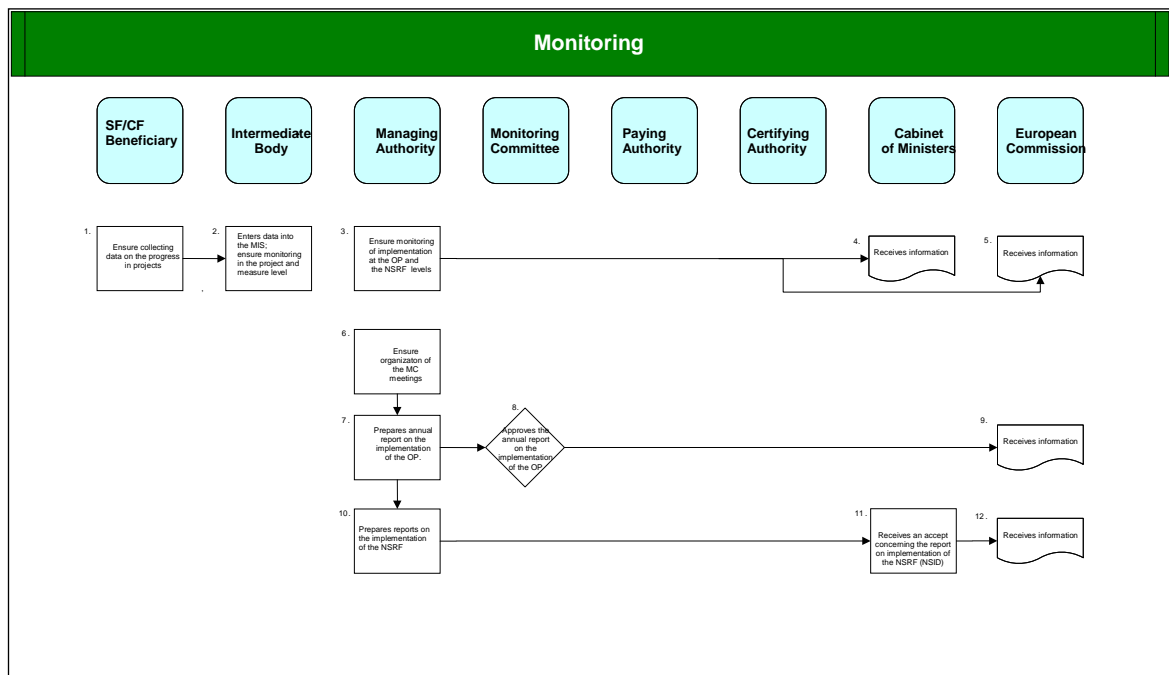 Monitoring
SF/CF
Beneficiary
Intermediate
Body
Managing
Authority
Monitoring
Committee
Paying
Authority
Certifying
Authority
Cabinet
of Ministers
European
Commission
1.
Ensure collecting
data on the progress
in projects
2.
Enters data into
the MIS;
ensure monitoring
in the project and
measure level
3.
Ensure monitoring
of implementation
at the OP and
the NSRF levels
4.
Receives information
5.
Receives information
6.
Ensure
organizaton of
the MC
meetings
7.
Prepares annual
report on the
implementation
of the OP.
8.
Approves the
annual report
on the
implementation
of the OP
9.
Receives information
10.
Prepares reports on
the implementation
of the NSRF
11.
Receives an accept
concerning the report
on implementation of
the NSRF (NSID)
12.
Receives information